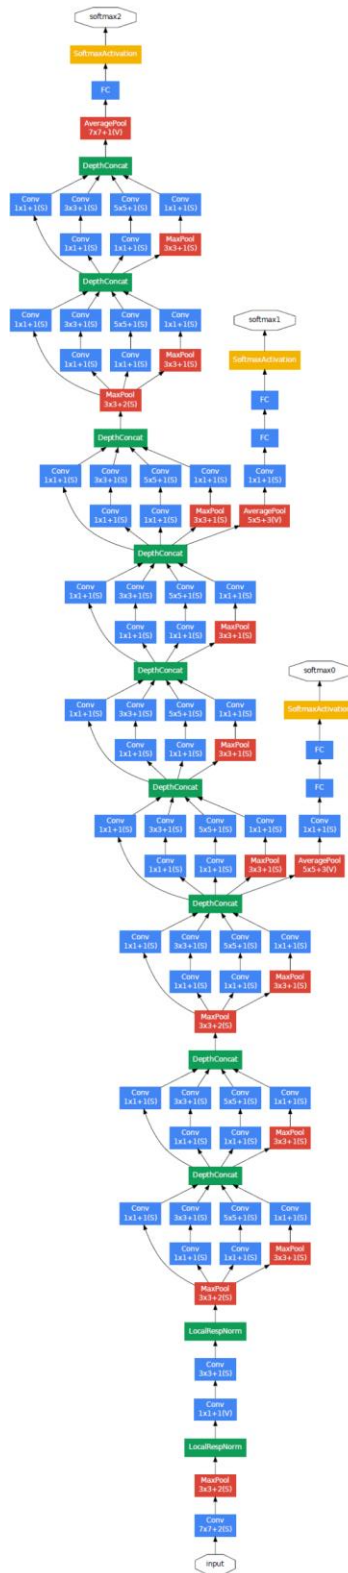 softmax2
SoftmaxActivation
FC
AveragePool
7x7+1(V)
DepthConcat
Conv Conv Conv Conv
1x1+1(S) 3x3+1(S) 5x5+1(S) 1x1+1(S)
Conv Conv MaxPool
1x1+1(S) 1x1+1(S) 3x3+1(S)
DepthConcat
Conv Conv Conv Conv
1x1+1(S) 3x3+1(S) 5x5+1(S) 1x1+1(S)
softmax1
Conv Conv MaxPool
1x1+1(S) 1x1+1(S) 3x3+1(S)
SoftmaxActivation
MaxPool
3x3+2(S)
FC
DepthConcat
FC
Conv Conv Conv Conv Conv
1x1+1(S) 3x3+1(S) 5x5+1(S) 1x1+1(S) 1x1+1(S)
Conv Conv MaxPool AveragePool
1x1+1(S) 1x1+1(S) 3x3+1(S) 5x5+3(V)
DepthConcat
Conv Conv Conv Conv
1x1+1(S) 3x3+1(S) 5x5+1(S) 1x1+1(S)
Conv Conv MaxPool
1x1+1(S) 1x1+1(S) 3x3+1(S)
DepthConcat
softmax0
Conv Conv Conv Conv
1x1+1(S) 3x3+1(S) 5x5+1(S) 1x1+1(S)
SoftmaxActivation
Conv Conv MaxPool
1x1+1(S) 1x1+1(S) 3x3+1(S)
FC
DepthConcat
FC
Conv Conv Conv Conv Conv
1x1+1(S) 3x3+1(S) 5x5+1(S) 1x1+1(S) 1x1+1(S)
Conv Conv MaxPool AveragePool
1x1+1(S) 1x1+1(S) 3x3+1(S) 5x5+3(V)
DepthConcat
Conv Conv Conv Conv
1x1+1(S) 3x3+1(S) 5x5+1(S) 1x1+1(S)
Conv Conv MaxPool
1x1+1(S) 1x1+1(S) 3x3+1(S)
MaxPool
3x3+2(S)
DepthConcat
Conv Conv Conv Conv
1x1+1(S) 3x3+1(S) 5x5+1(S) 1x1+1(S)
Conv Conv MaxPool
1x1+1(S) 1x1+1(S) 3x3+1(S)
DepthConcat
Conv Conv Conv Conv
1x1+1(S) 3x3+1(S) 5x5+1(S) 1x1+1(S)
Conv Conv MaxPool
1x1+1(S) 1x1+1(S) 3x3+1(S)
MaxPool
3x3+2(S)
LocalRespNorm
Conv
3x3+1(S)
Conv
1x1+1(V)
LocalRespNorm
MaxPool
3x3+2(S)
Conv
7x7+2(S)
input